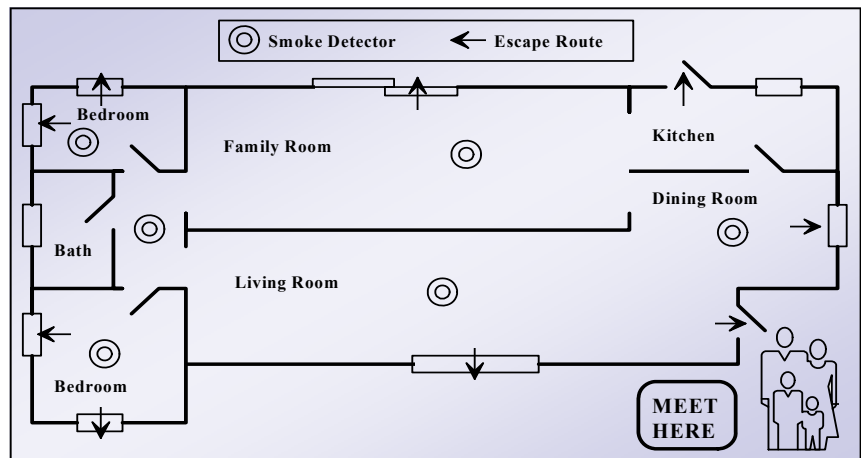 Smoke Detector
Escape Route
Bedroom
Family Room
Kitchen
Dining Room
Bath
Living Room
Bedroom
MEET
HERE